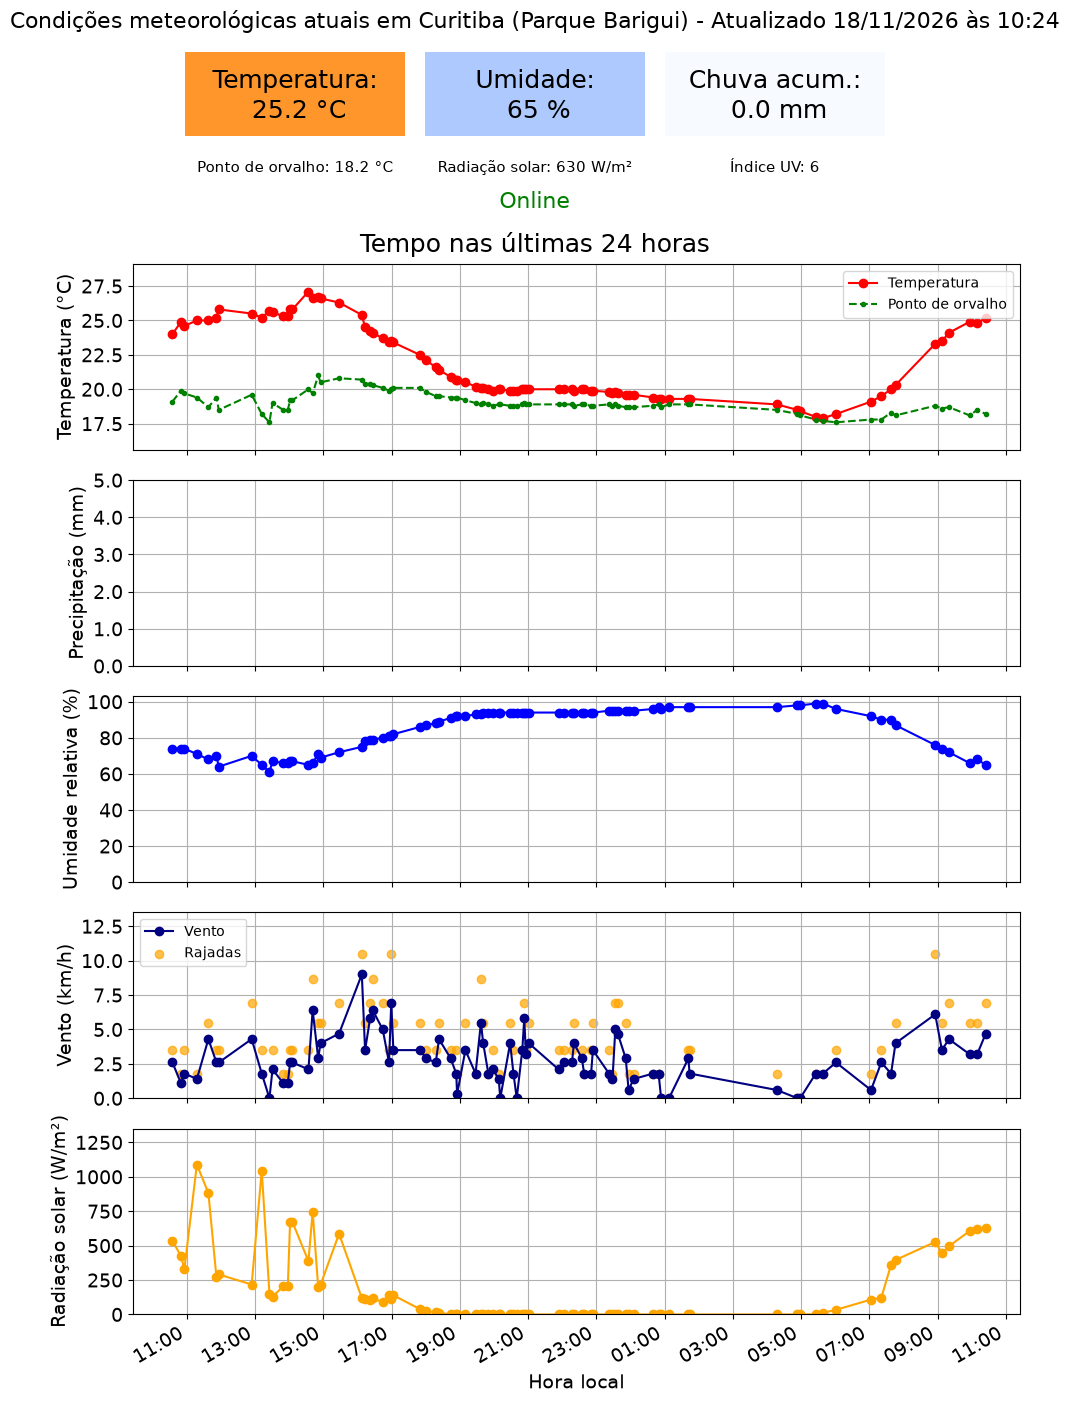 Condições meteorológicas atuais em Curitiba (Parque Barigui) - Atualizado 18/11/2026 às 10:24
Temperatura:
25.2 °C
Umidade:
65 %
Chuva acum.:
0.0 mm
Ponto de orvalho: 18.2 °C
Radiação solar: 630 W/m²
Índice UV: 6
Online
Tempo nas últimas 24 horas
Temperatura (°C)
27.5
25.0
22.5
20.0
17.5
Temperatura
Ponto de orvalho
Precipitação (mm)
5.0
4.0
3.0
2.0
1.0
0.0
Umidade relativa (%)
100
80
60
40
20
0
Vento (km/h)
12.5
10.0
7.5
5.0
2.5
0.0
Vento
Rajadas
Radiação solar (W/m²)
1250
1000
750
500
250
0
11:00
13:00
15:00
17:00
19:00
21:00
23:00
01:00
03:00
05:00
07:00
09:00
11:00
Hora local